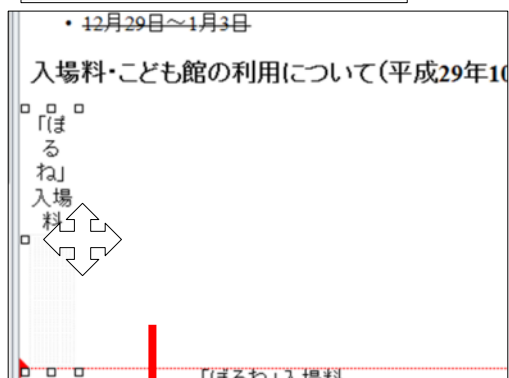 • 12月29日～1月3日
入場料・こども館の利用について（平成29年10
「ぽ
る
ね」
入場
料
「ぽるね」入場料